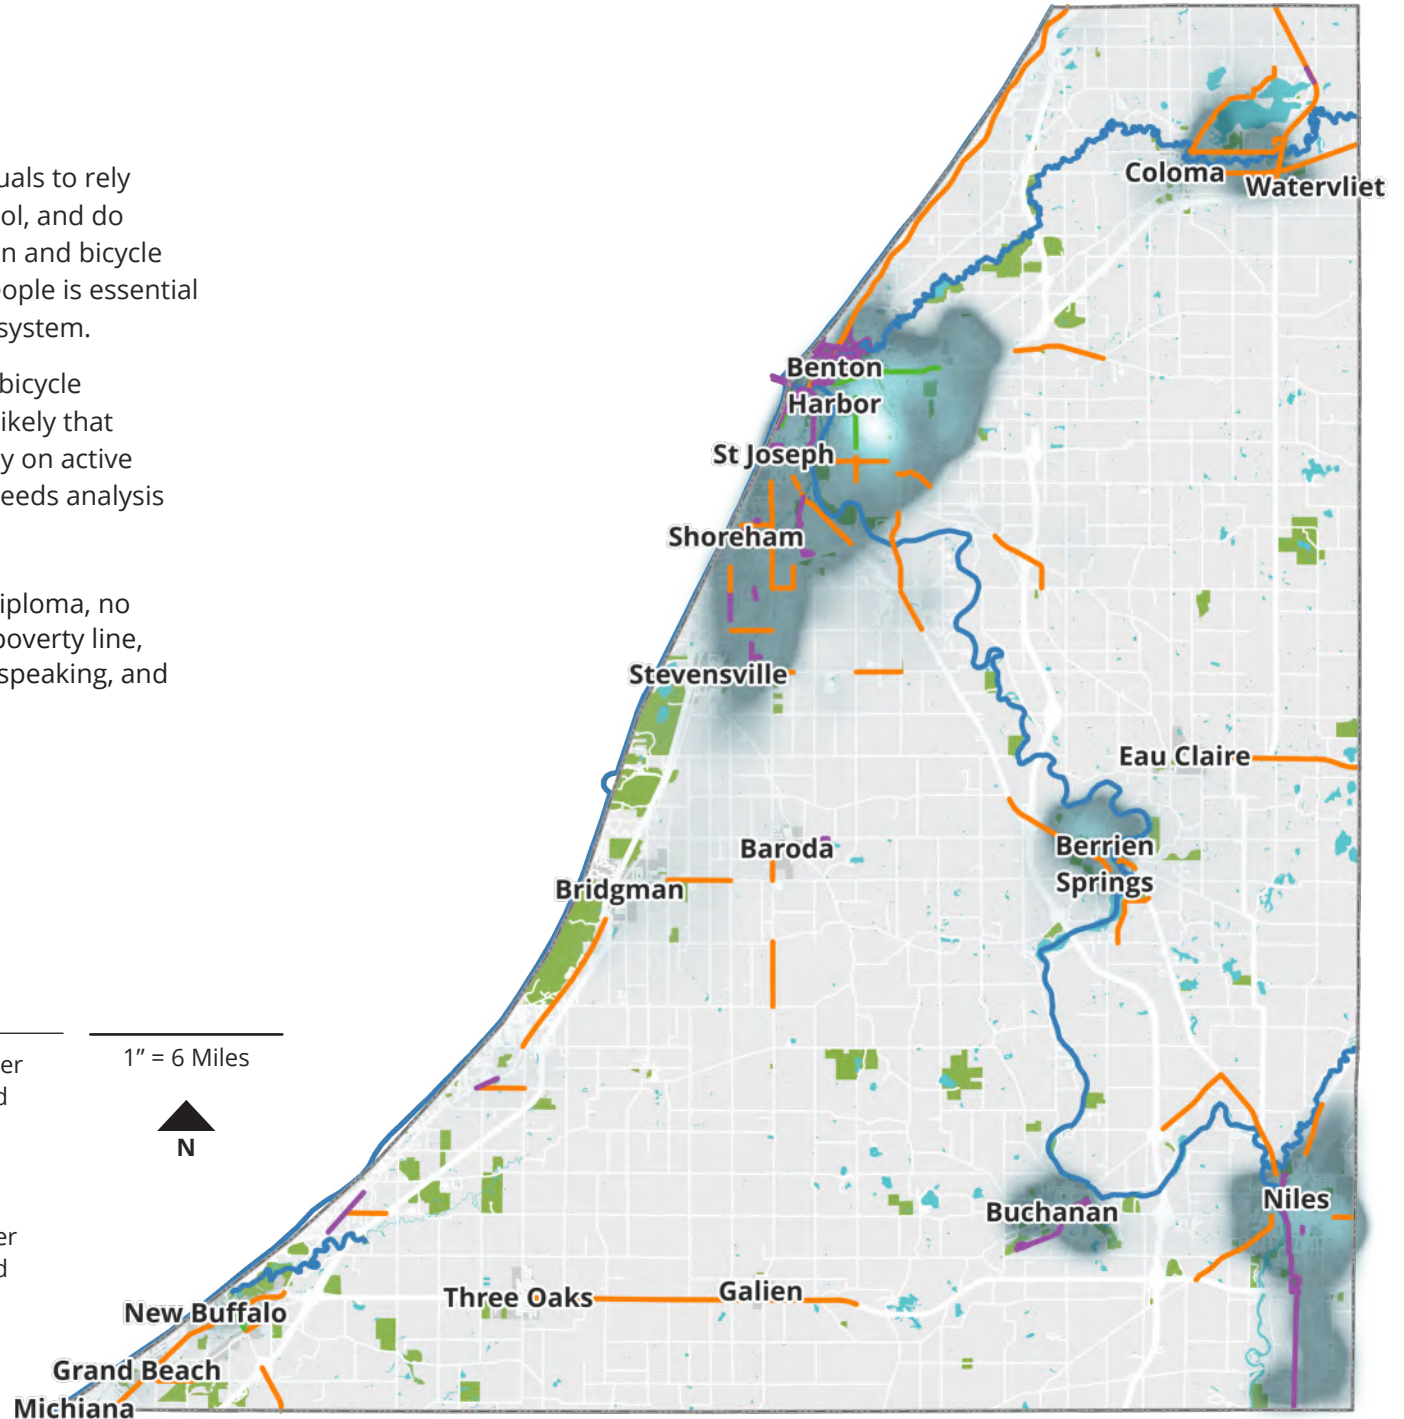 uals to rely
ol, and do
n and bicycle
eople is essential
system.
bicycle
ikely that
y on active
eeds analysis
iploma, no
poverty line,
speaking, and
er
d
1” = 6 Miles
N
er
d
Coloma
Watervliet
Benton
Harbor
St Joseph
Shoreham
Stevensville
Eau Claire
Baroda
Berrien
Springs
Bridgman
Buchanan
Niles
Three Oaks
Galien
New Buffalo
Grand Beach
Michiana